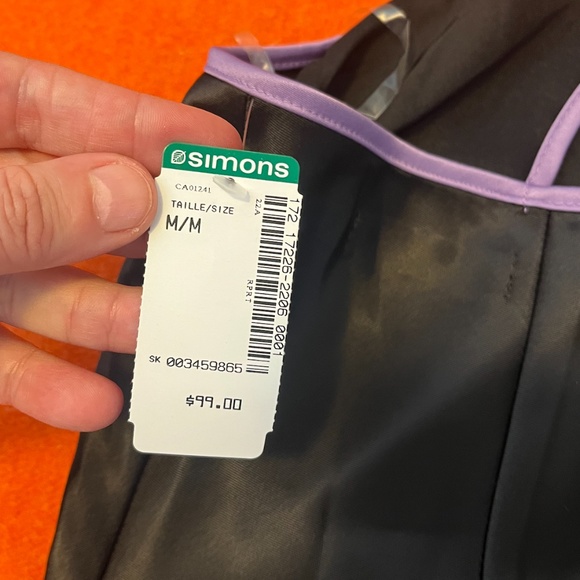 simons
CA01241
TAILLE/SIZE
M/M
22A
172 17226-2206 0001
RPRT
SK 003459865
$99.00